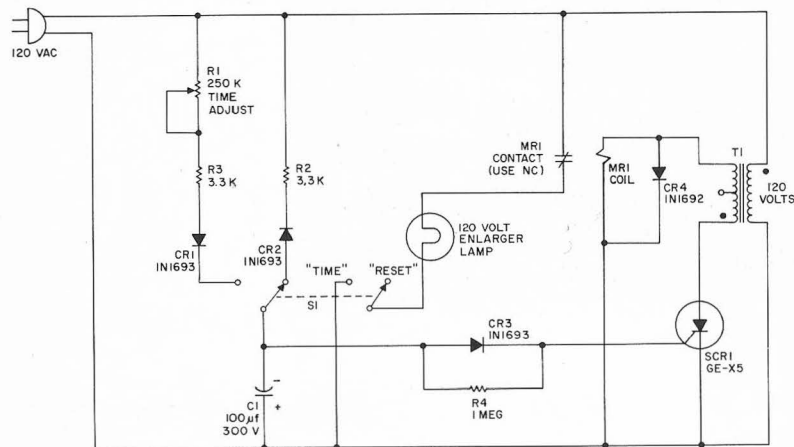 120 VAC
R1
250 K
TIME
ADJUST
R3
3.3 K
CR1
IN1693
R2
3,3 K
CR2
IN1693
"TIME"
"RESET"
S1
MR1
CONTACT
(USE NC)
120 VOLT
ENLARGER
LAMP
MR1
COIL
CR4
IN1692
T1
120
VOLTS
CR3
IN1693
R4
1 MEG
SCR1
GE-X5
-
C1
100µf
300 V
+